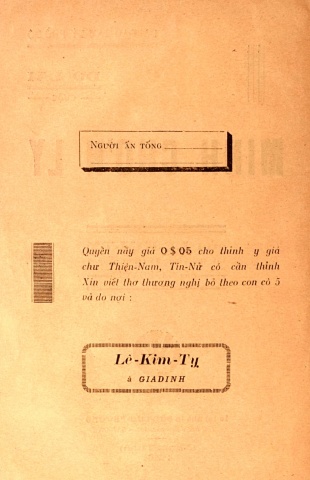 NGƯỜI ẤN TỐNG
Quyển nầy giá 0$05 cho thỉnh y giá
chư Thiện-Nam, Tín-Nữ có cần thỉnh
Xin viết thơ thương nghị bỏ theo con cò 5
và do nơi :
Lê-Kim-Tỵ
à GIADINH